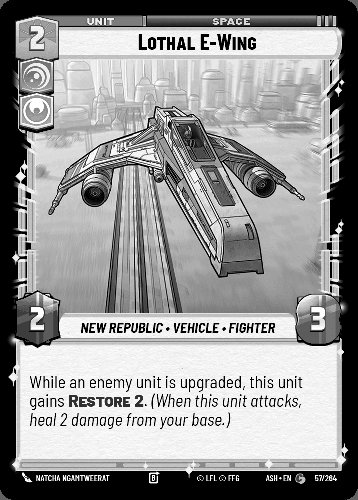 UNIT SPACE
2 LOTHAL E-WING
2 3
NEW REPUBLIC • VEHICLE • FIGHTER
While an enemy unit is upgraded, this unit
gains RESTORE 2. (When this unit attacks,
heal 2 damage from your base.)
NATCHA NGANTWEERAT © LFL © FFG ASH • EN 57/264